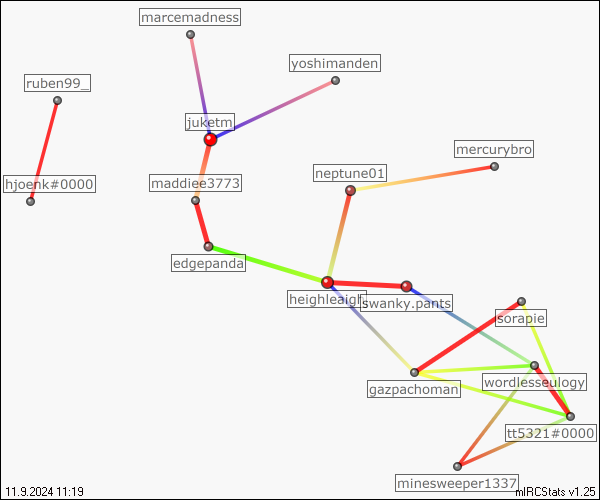 marcemadness
yoshimanden
ruben99_
juketm
mercurybro
neptune01
hjoenk#0000
maddiee3773
edgepanda
heighleigh
swanky.pants
sorapie
wordlesseulogy
gazpachoman
tt5321#0000
minesweeper1337
11.9.2024 11:19
mIRCStats v1.25